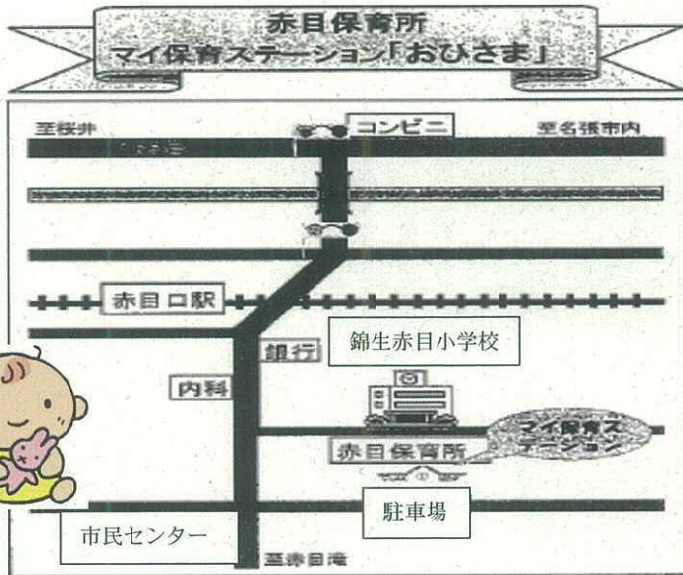 赤目保育所
マイ保育ステーション「おひさま」
至桜井
コンビニ
至名張市内
赤目口駅
銀行
錦生赤目小学校
内科
マイ保育ス
テーション
赤目保育所
駐車場
市民センター
至赤目滝